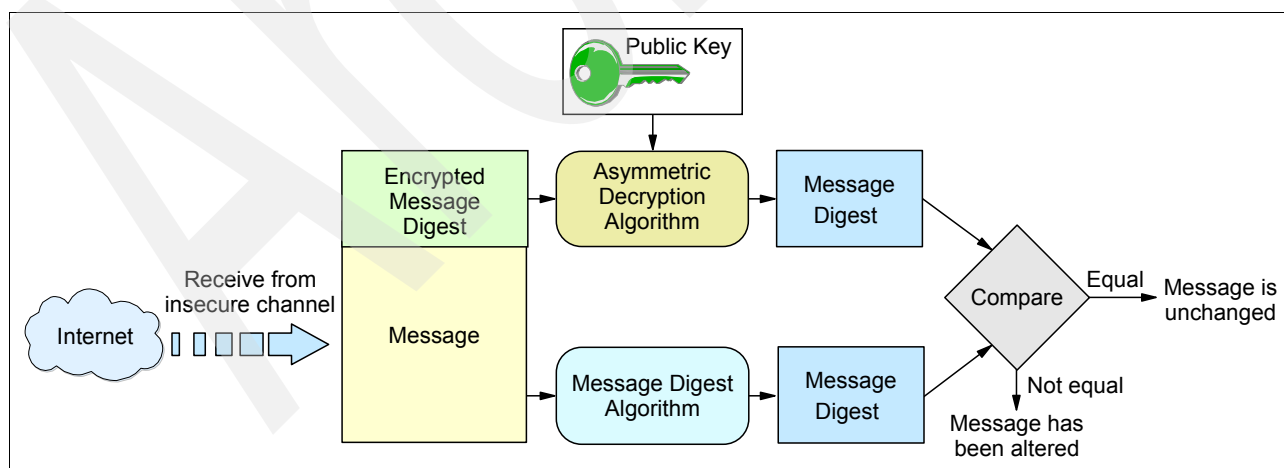 Public Key
Encrypted
Message
Digest
Asymmetric
Decryption
Algorithm
Message
Digest
Receive from
insecure channel
Internet
Message
Compare
Equal
Message is
unchanged
Message Digest
Algorithm
Message
Digest
Not equal
Message has
been altered